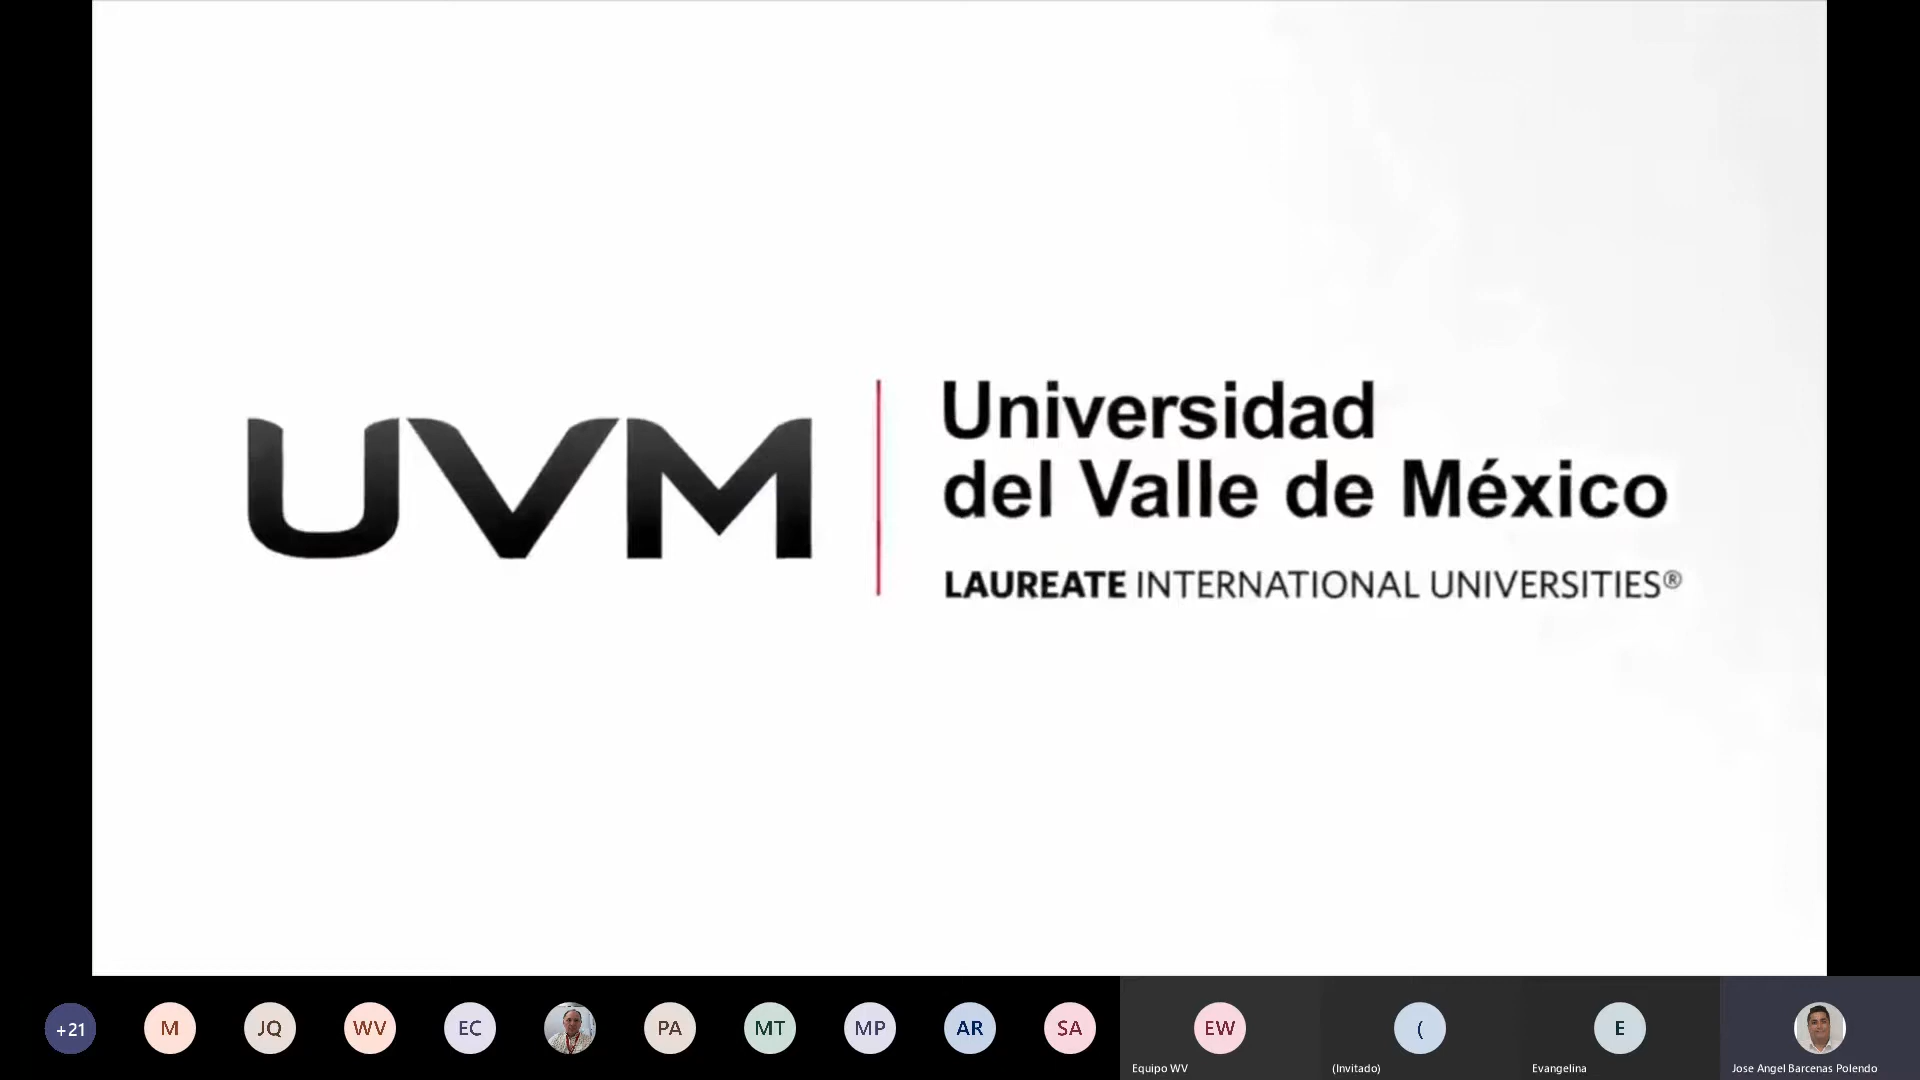 UVM
Universidad
del Valle de México
LAUREATE INTERNATIONAL UNIVERSITIES®
+21
M
JQ
WV
EC
PA
MT
MP
AR
SA
EW
(
E
Equipo WV
(Invitado)
Evangelina
Jose Angel Barcenas Polendo